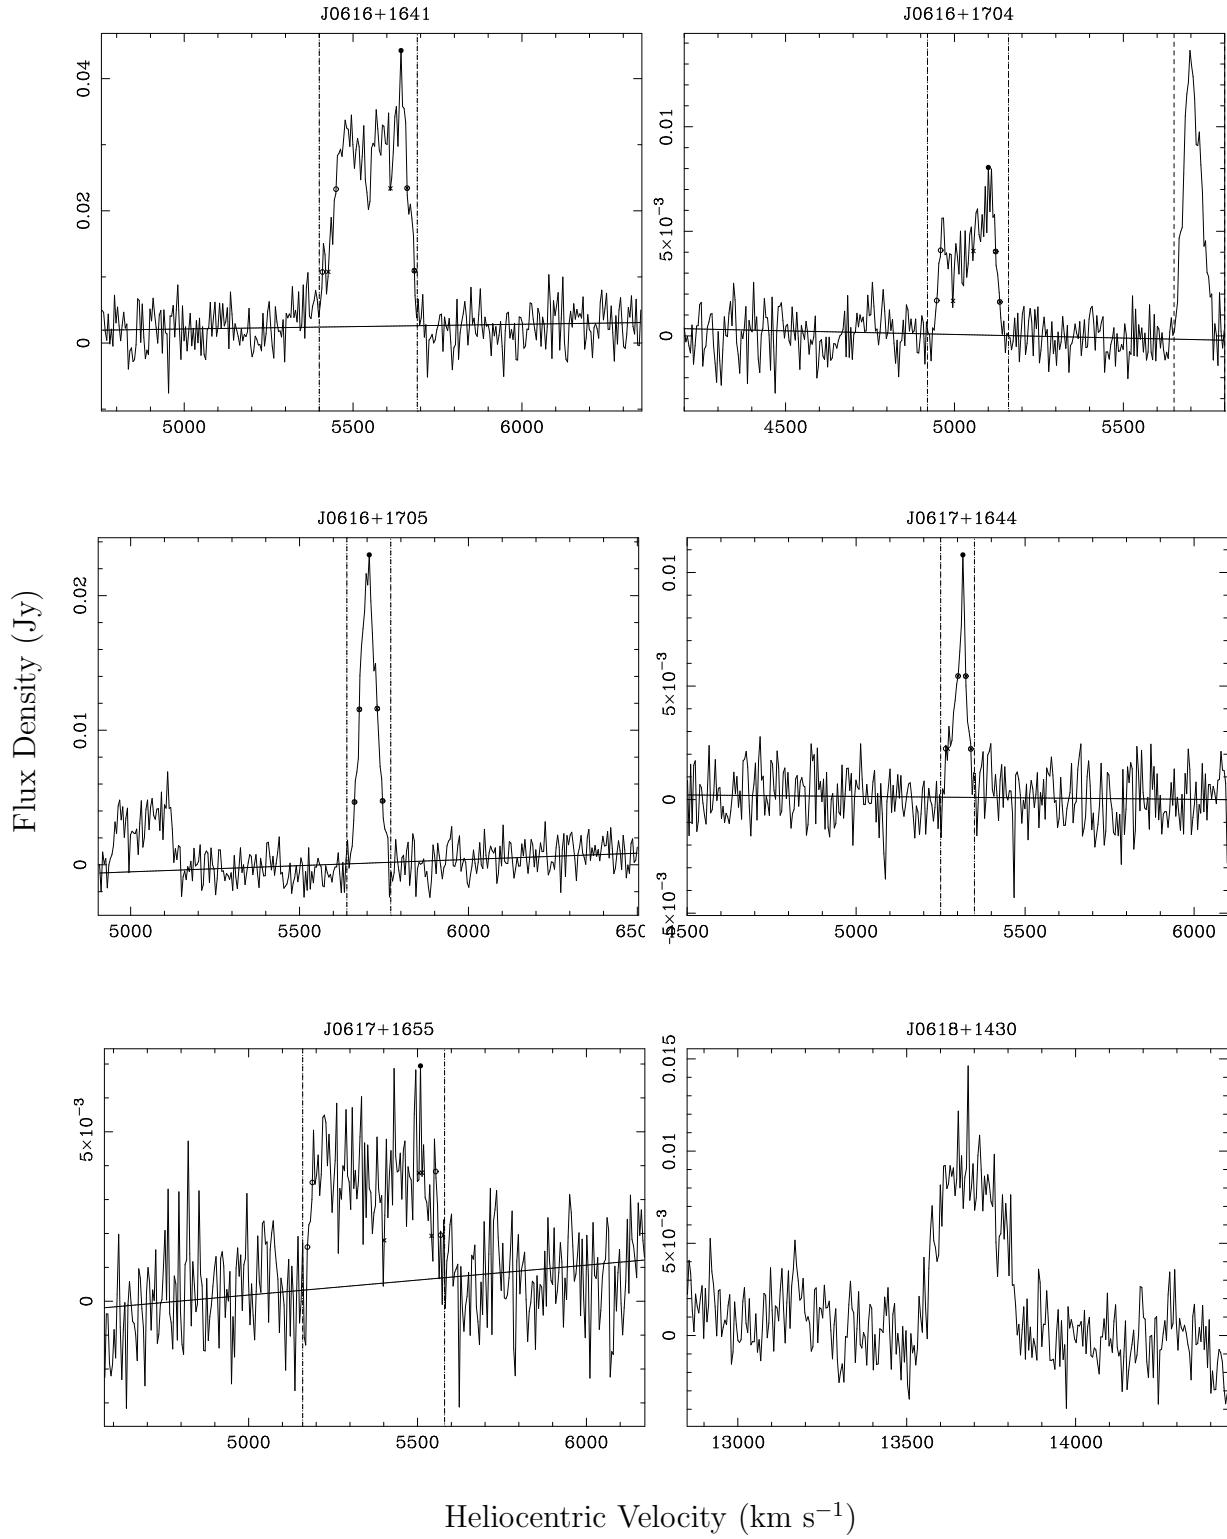 J0616+1641
J0616+1704
0.04
0.02
0
5000 5500 6000
0.01
5×10⁻³
0
4500 5000 5500
J0616+1705
J0617+1644
Flux Density (Jy)
0.02
0.01
0
5000 5500 6000 650
0.01
5×10⁻³
0
−5×10⁻³
4500 5000 5500 6000
J0617+1655
J0618+1430
5×10⁻³
0
5000 5500 6000
0.015
0.01
5×10⁻³
0
13000 13500 14000
Heliocentric Velocity (km s⁻¹)